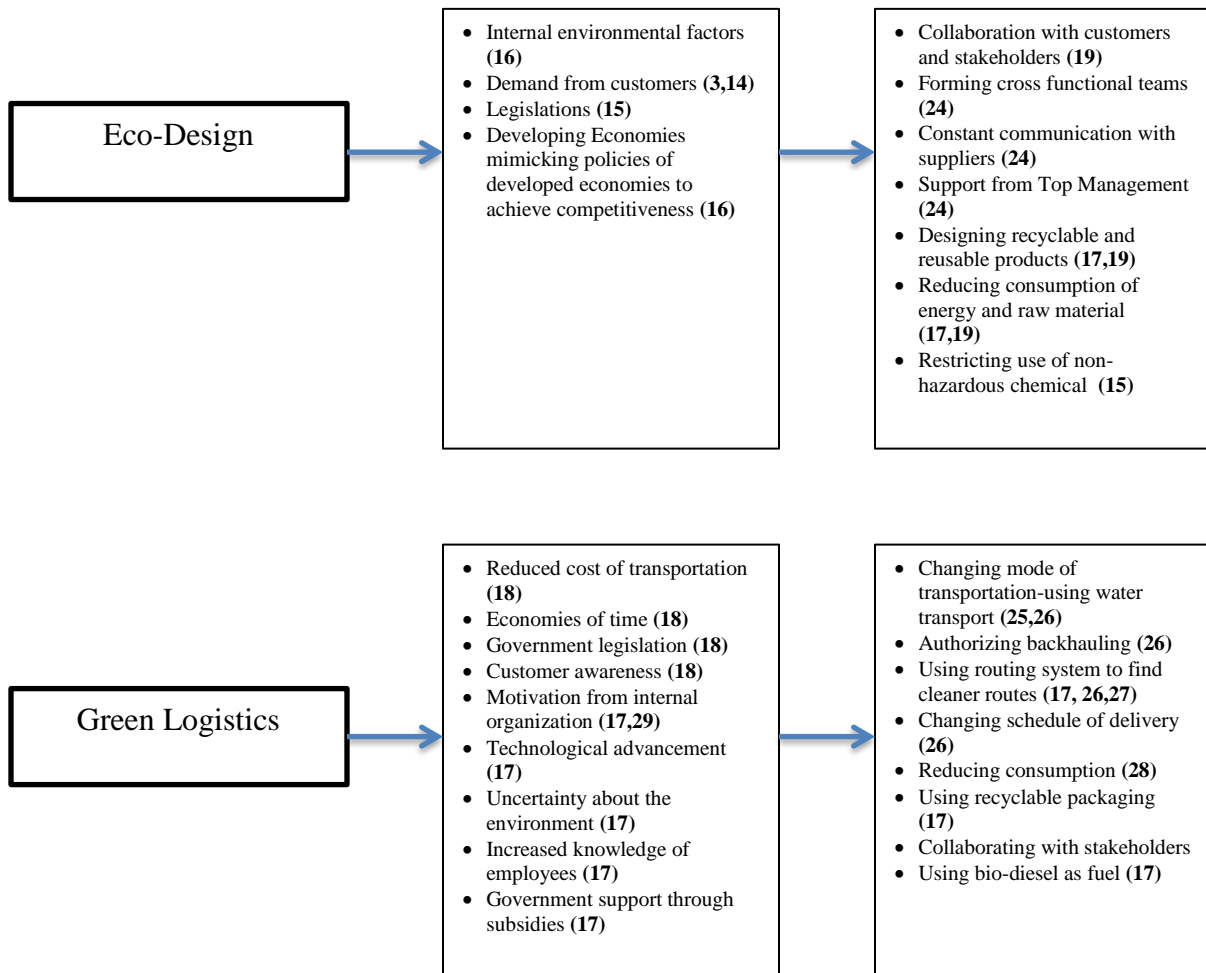 Eco-Design
• Internal environmental factors
(16)
• Demand from customers (3,14)
• Legislations (15)
• Developing Economies
mimicking policies of
developed economies to
achieve competitiveness (16)
• Collaboration with customers
and stakeholders (19)
• Forming cross functional teams
(24)
• Constant communication with
suppliers (24)
• Support from Top Management
(24)
• Designing recyclable and
reusable products (17,19)
• Reducing consumption of
energy and raw material
(17,19)
• Restricting use of non-
hazardous chemical (15)
Green Logistics
• Reduced cost of transportation
(18)
• Economies of time (18)
• Government legislation (18)
• Customer awareness (18)
• Motivation from internal
organization (17,29)
• Technological advancement
(17)
• Uncertainty about the
environment (17)
• Increased knowledge of
employees (17)
• Government support through
subsidies (17)
• Changing mode of
transportation-using water
transport (25,26)
• Authorizing backhauling (26)
• Using routing system to find
cleaner routes (17, 26,27)
• Changing schedule of delivery
(26)
• Reducing consumption (28)
• Using recyclable packaging
(17)
• Collaborating with stakeholders
• Using bio-diesel as fuel (17)